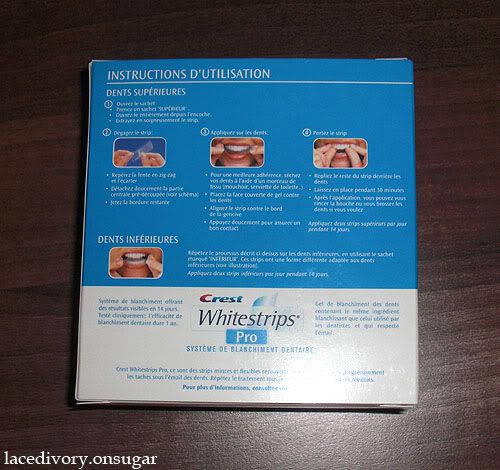 INSTRUCTIONS D'UTILISATION
DENTS SUPÉRIEURES
1 Ouvrez le sachet
Prenez un sachet "SUPÉRIEUR".
• Ouvrez le entièrement depuis l'encoche.
• Extrayez-en soigneusement le strip.
2 Dégagez le strip:
• Repérez la fente en zig-zag
et l'écarter
• Détachez doucement la partie
centrale pré-découpée (voir schéma)
• Jetez la bordure restante
3 Appliquez sur les dents.
• Pour une meilleure adhérence, séchez
vos dents à l'aide d'un morceau de
tissu (mouchoir, serviette de toilette..)
• Placez la face couverte de gel contre
les dents
• Alignez le strip contre le bord
de la gencive
• Appuyez doucement pour assurer un
bon contact
4 Portez le strip
• Repliez le reste du strip derrière les
dents
• Laissez en place pendant 30 minutes
• Après l'application, vous pouvez vous
rincer la bouche ou vous brosser les
dents si vous voulez
Appliquez deux strips supérieurs par jour
pendant 14 jours.
DENTS INFÉRIEURES
Répétez le processus décrit ci dessus sur les dents inférieures, en utilisant le sachet
marqué "INFÉRIEUR". Ces strips ont une forme différente adaptée aux dents
inférieures (voir illustration).
Appliquez deux strips inférieurs par jour pendant 14 jours.
Système de blanchiment offrant
des résultats visibles en 14 jours.
Testé cliniquement: l'efficacité de
blanchiment dentaire dure 1 an.
Crest
Whitestrips®
Pro
SYSTÈME DE BLANCHIMENT DENTAIRE
Gel de blanchiment des dents
contenant le même ingrédient
blanchissant que celui utilisé par
les dentistes et qui respecte
l'émail.
Crest Whitestrips Pro, ce sont des strips minces et flexibles
les taches sous l'émail des dents. Répétez le traitement tous résultats.
Pour plus d'informations, consultez
lacedivory.onsugar